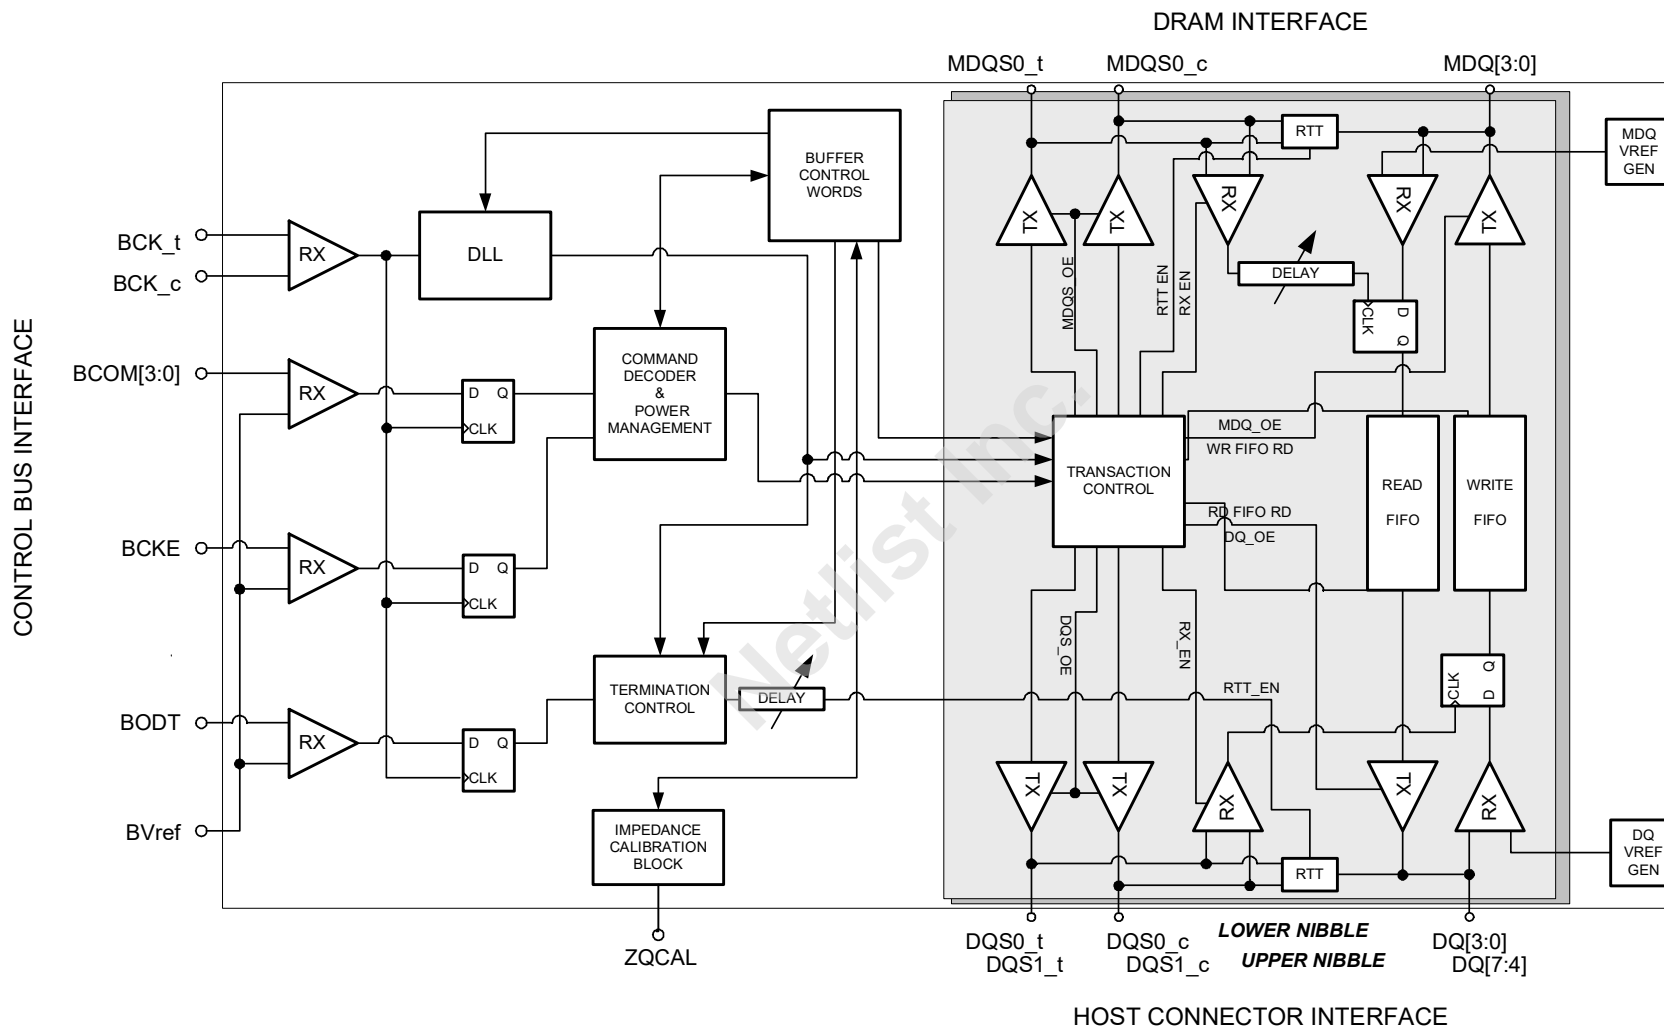 DRAM INTERFACE
MDQS0_t
MDQS0_c
MDQ[3:0]
CONTROL BUS INTERFACE
BCK_t
BCK_c
BCOM[3:0]
BCKE
BODT
BVref
RX
RX
RX
RX
DLL
BUFFER
CONTROL
WORDS
COMMAND
DECODER
&
POWER
MANAGEMENT
D Q
CLK
D Q
CLK
D Q
CLK
TERMINATION
CONTROL
DELAY
IMPEDANCE
CALIBRATION
BLOCK
ZQCAL
RTT
MDQ
VREF
GEN
TX
TX
RX
RX
TX
MDQS_OE
RTT EN
RX EN
DELAY
CLK
D
Q
MDQ_OE
WR FIFO RD
TRANSACTION
CONTROL
RD FIFO RD
DQ_OE
READ
FIFO
WRITE
FIFO
DQS_OE
RX_EN
RTT_EN
CLK
Q
D
TX
TX
RX
TX
RX
RTT
DQ
VREF
GEN
DQS0_t
DQS1_t
DQS0_c
DQS1_c
LOWER NIBBLE
UPPER NIBBLE
DQ[3:0]
DQ[7:4]
HOST CONNECTOR INTERFACE
Netlist Inc.